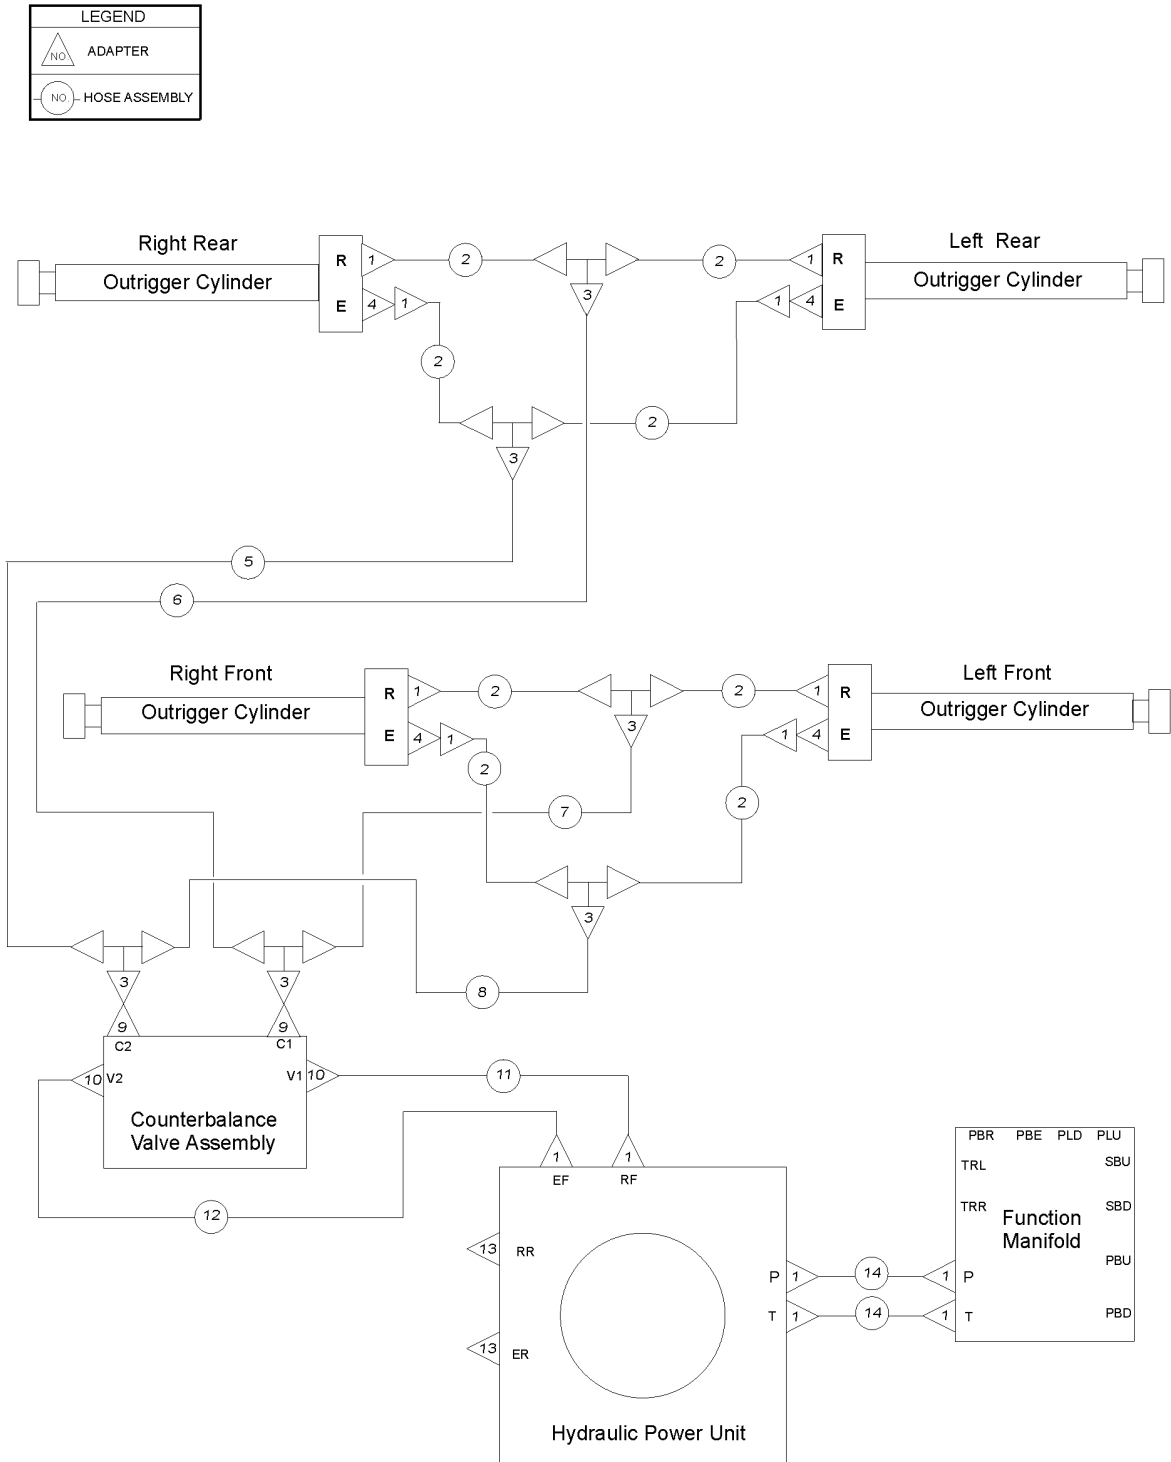 LEGEND
NO. ADAPTER
NO. HOSE ASSEMBLY
Right Rear
Outrigger Cylinder
R
E
1
4 1
2
2
3
Left Rear
Outrigger Cylinder
R
E
1
1 4
2
2
3
5
6
Right Front
Outrigger Cylinder
R
E
1
4 1
2
2
3
Left Front
Outrigger Cylinder
R
E
1
1 4
2
2
7
3
8
3 3
9 9
C2 C1
10 V2 V1 10
11
Counterbalance
Valve Assembly
12
1 1
EF RF
13 RR
13 ER
P 1 14 1 P
T 1 14 1 T
Hydraulic Power Unit
PBR PBE PLD PLU
TRL SBU
TRR SBD
Function
Manifold
PBU
PBD